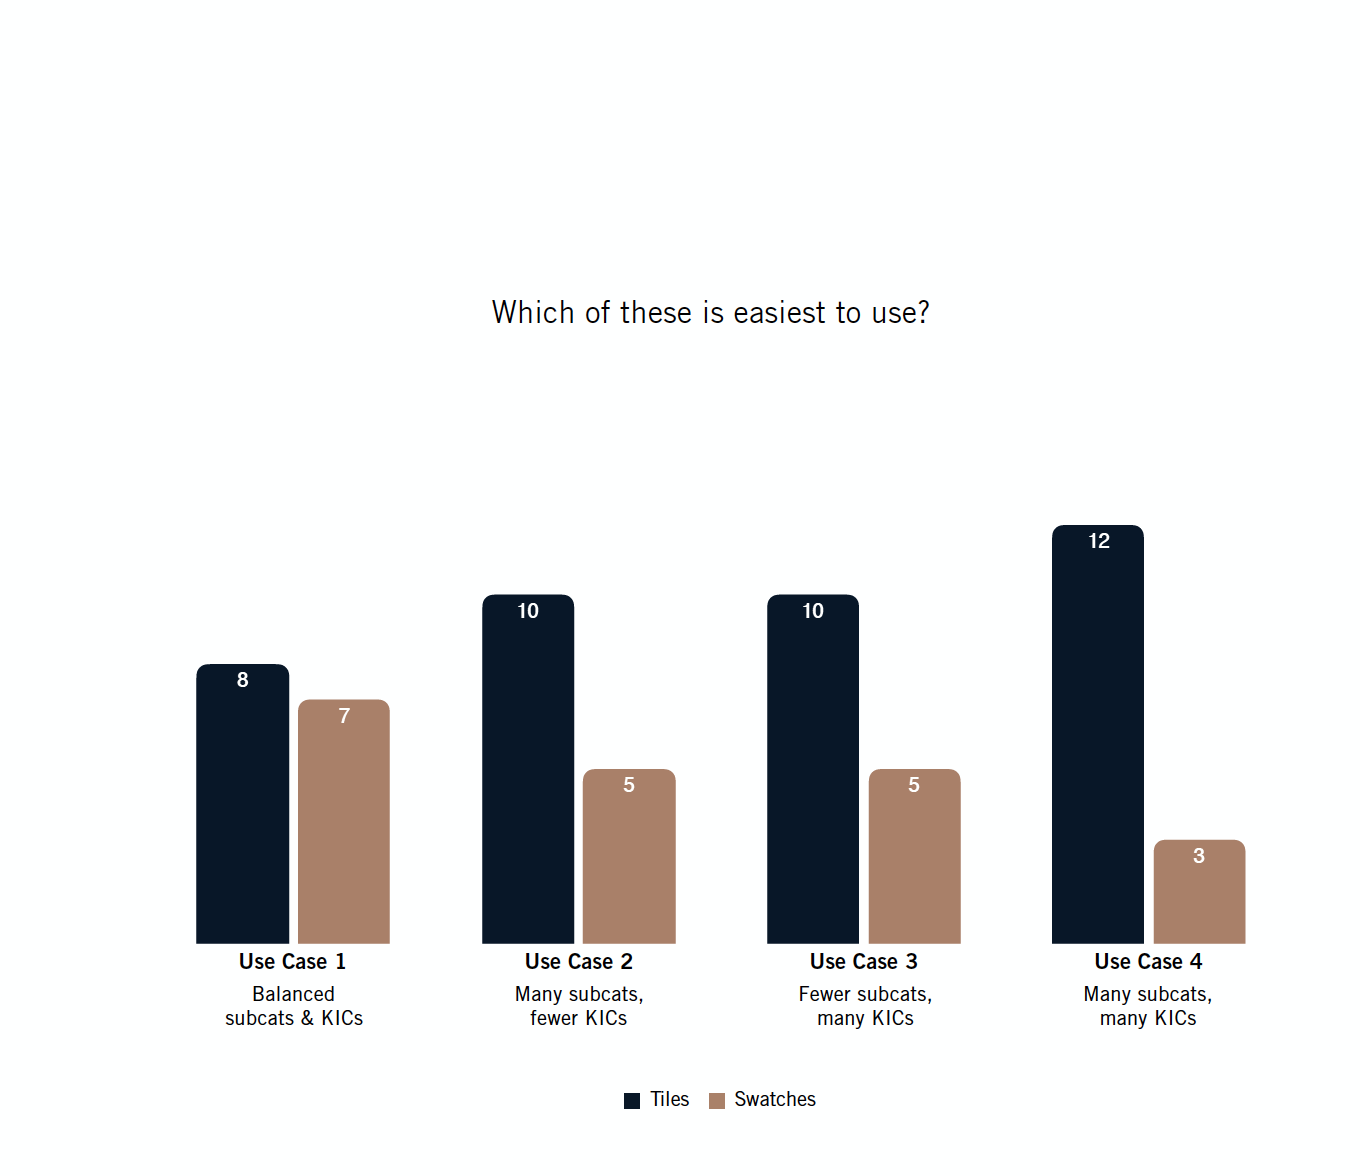 Which of these is easiest to use?
12
10
10
8
7
5
5
3
Use Case 1
Balanced
subcats & KICs
Use Case 2
Many subcats,
fewer KICs
Use Case 3
Fewer subcats,
many KICs
Use Case 4
Many subcats,
many KICs
Tiles
Swatches